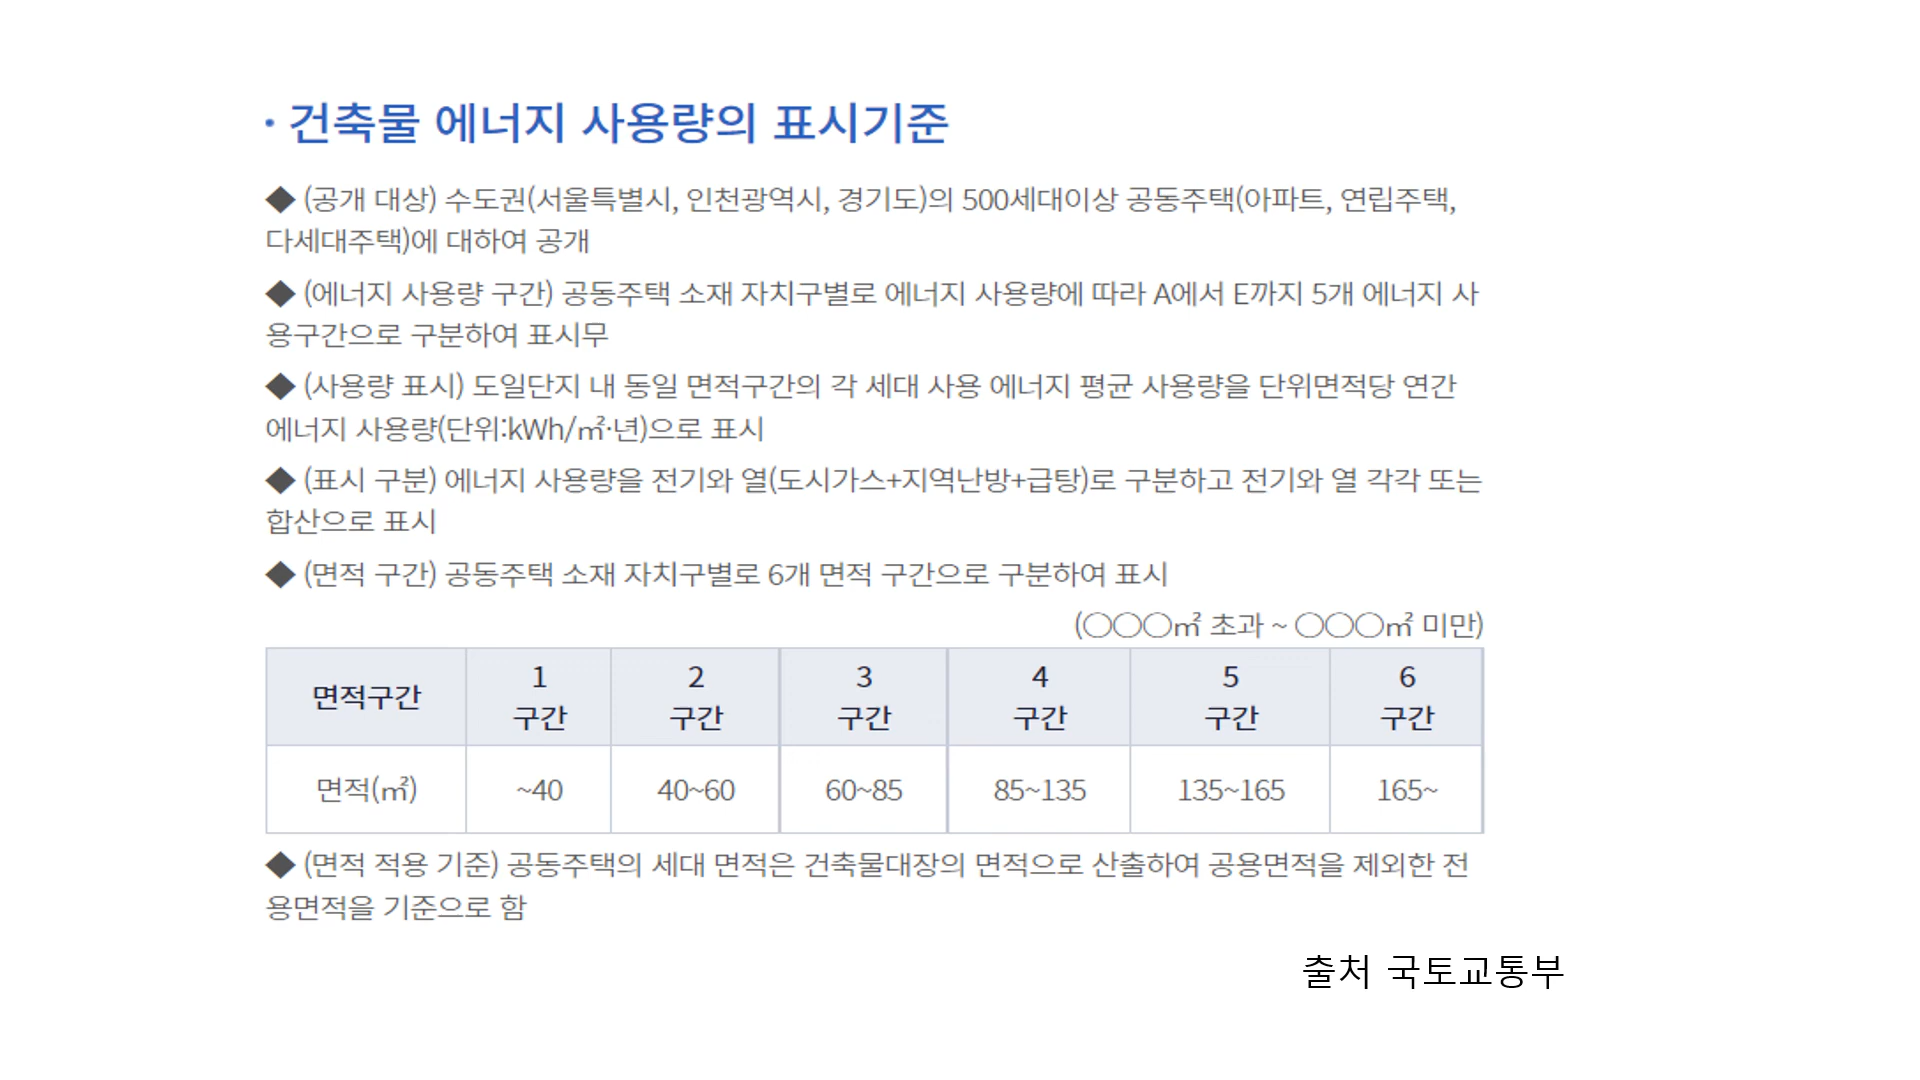 · 건축물 에너지 사용량의 표시기준
◆ (공개 대상) 수도권(서울특별시, 인천광역시, 경기도)의 500세대이상 공동주택(아파트, 연립주택,
다세대주택)에 대하여 공개
◆ (에너지 사용량 구간) 공동주택 소재 자치구별로 에너지 사용량에 따라 A에서 E까지 5개 에너지 사
용구간으로 구분하여 표시무
◆ (사용량 표시) 도일단지 내 동일 면적구간의 각 세대 사용 에너지 평균 사용량을 단위면적당 연간
에너지 사용량(단위:kWh/㎡·년)으로 표시
◆ (표시 구분) 에너지 사용량을 전기와 열(도시가스+지역난방+급탕)로 구분하고 전기와 열 각각 또는
합산으로 표시
◆ (면적 구간) 공동주택 소재 자치구별로 6개 면적 구간으로 구분하여 표시
(○○○㎡ 초과 ~ ○○○㎡ 미만)
면적구간 1 구간 2 구간 3 구간 4 구간 5 구간 6 구간
면적(㎡) ~40 40~60 60~85 85~135 135~165 165~
◆ (면적 적용 기준) 공동주택의 세대 면적은 건축물대장의 면적으로 산출하여 공용면적을 제외한 전
용면적을 기준으로 함
출처 국토교통부